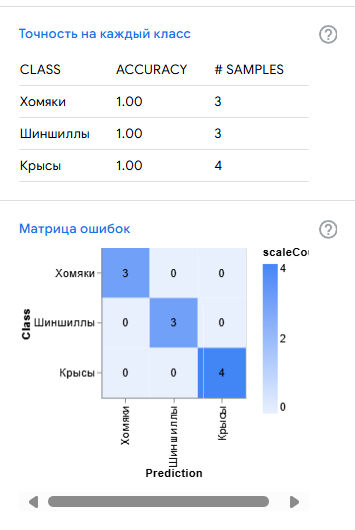 Точность на каждый класс
CLASS ACCURACY # SAMPLES
Хомяки 1.00 3
Шиншиллы 1.00 3
Крысы 1.00 4
Матрица ошибок
scaleCou
Хомяки 3 0 0
Шиншиллы 0 3 0
Крысы 0 0 4
4
2
0
Class
Хомяки Шиншиллы Крысы
Prediction